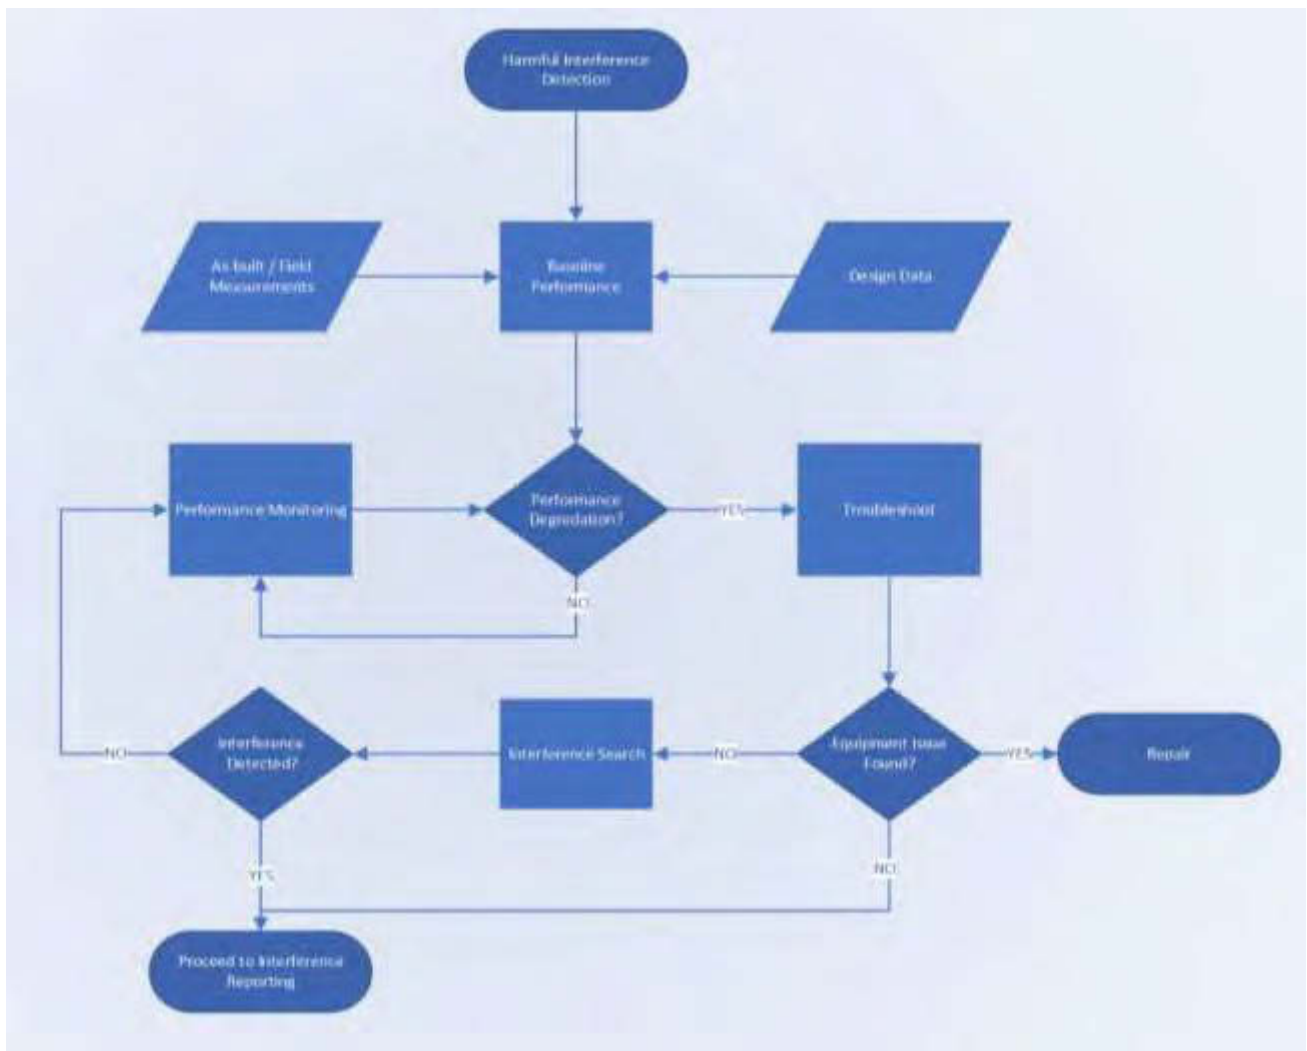 Harmful Interference
Detection
As built / Field
Measurements
Baseline
Performance
Design Data
Performance Monitoring
Performance
Degredation?
YES
Troubleshoot
NO
Interference
Detected?
NO
Interference Search
NO
Equipment Issue
Found?
YES
Repair
YES
NO
Proceed to Interference
Reporting